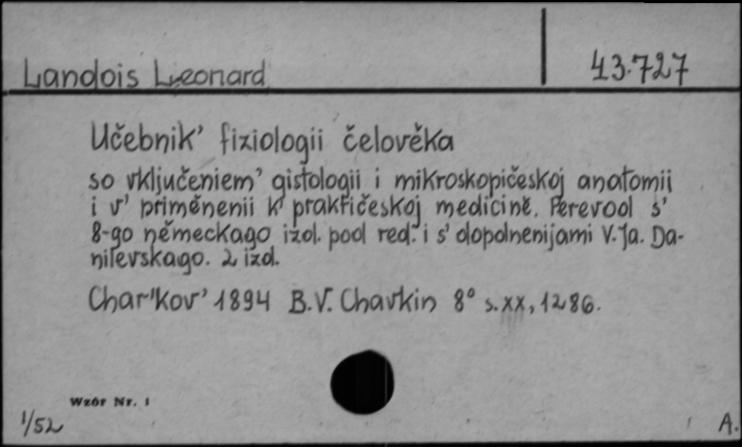 Landois Leonard 43.727
Učebnik' fiziologii čelověka
so vključeniem' gistologii i mikroskopičeskoj anatomii
i v' priměnenii k' praktičeskoj medicině. Perevod s'
8-go německago izd. pod red. i s' dopolnenijami V. Ja. Da-
nilevskago. 2 izd.
Char'kov' 1894 B.V. Chavkin 8° s. xx, 1286.
Wzór Nr. 1
1/52 A.